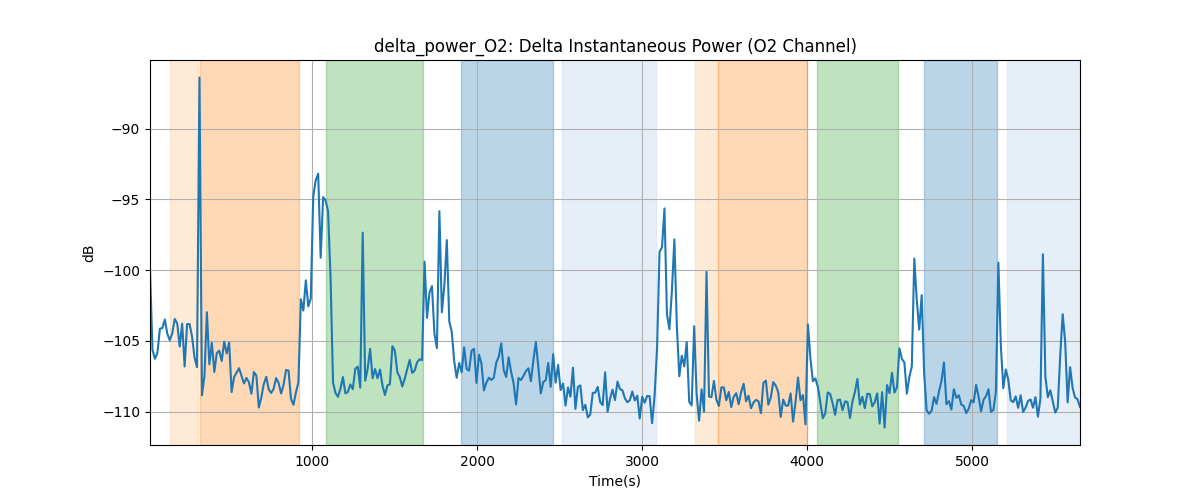 delta_power_O2: Delta Instantaneous Power (O2 Channel)
dB
−90
−95
−100
−105
−110
1000 2000 3000 4000 5000
Time(s)